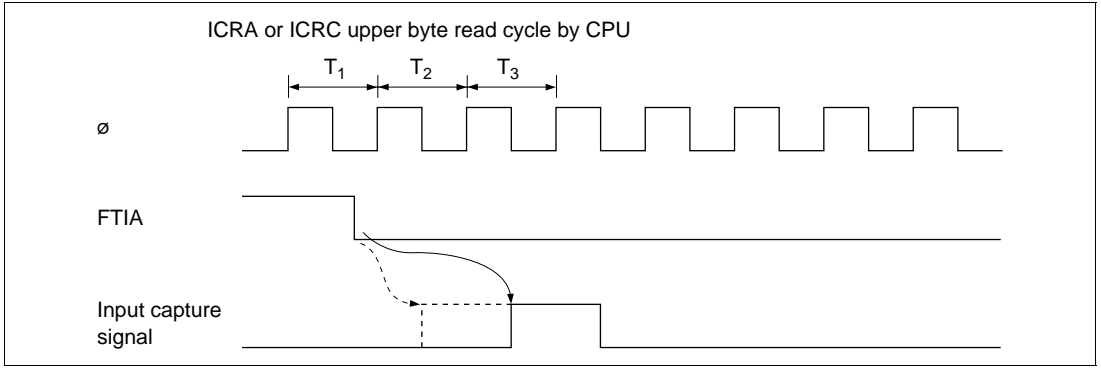 ICRA or ICRC upper byte read cycle by CPU
T1 T2 T3
ø
FTIA
Input capture
signal